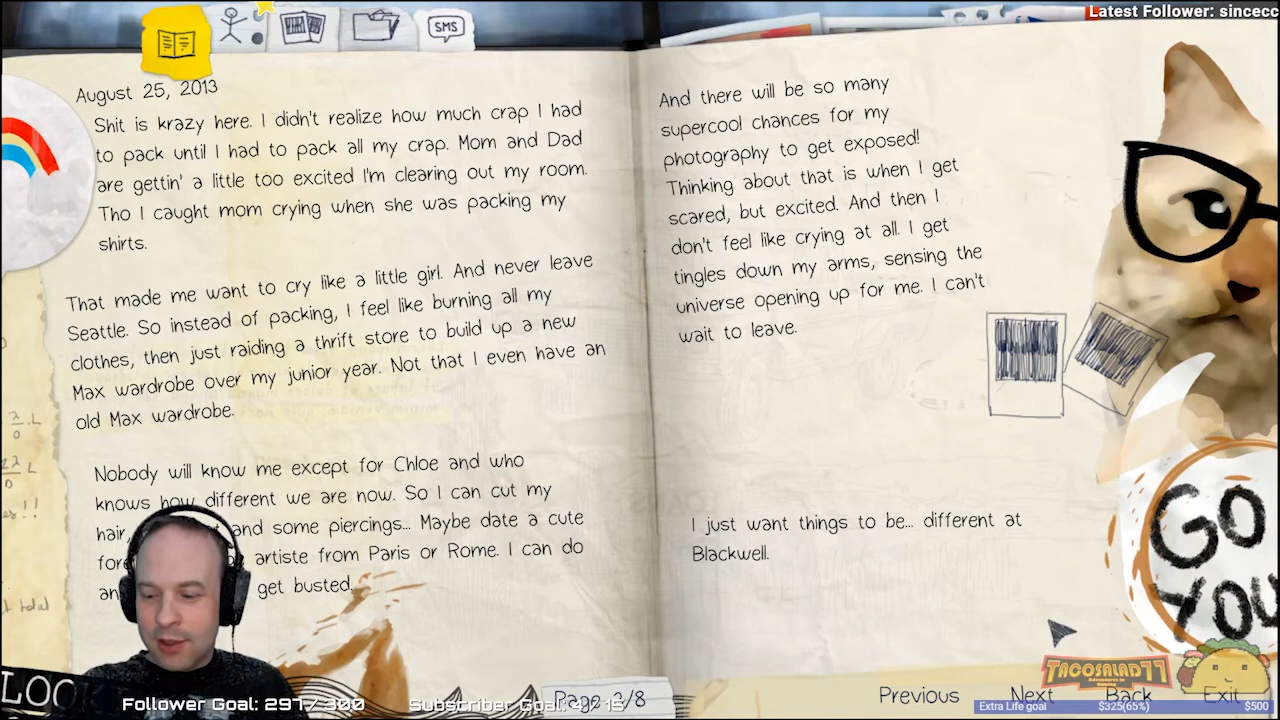 Latest Follower: sincecc
SMS
August 25, 2013
Shit is krazy here. I didn't realize how much crap I had
to pack until I had to pack all my crap. Mom and Dad
are gettin' a little too excited I'm clearing out my room.
Tho I caught mom crying when she was packing my
shirts.
That made me want to cry like a little girl. And never leave
Seattle. So instead of packing, I feel like burning all my
clothes, then just raiding a thrift store to build up a new
Max wardrobe over my junior year. Not that I even have an
old Max wardrobe.
Nobody will know me except for Chloe and who
knows how different we are now. So I can cut my
hair, and some piercings... Maybe date a cute
artiste from Paris or Rome. I can do
get busted.
And there will be so many
supercool chances for my
photography to get exposed!
Thinking about that is when I get
scared, but excited. And then I
don't feel like crying at all. I get
tingles down my arms, sensing the
universe opening up for me. I can't
wait to leave.
I just want things to be... different at
Blackwell.
GO
YOU
TACOSALAD77
Follower Goal: 297/300
Subscriber Goal: 4/15
Page 2/8
Previous
Next
Back
Exit
Extra Life goal
$325(65%)
$500